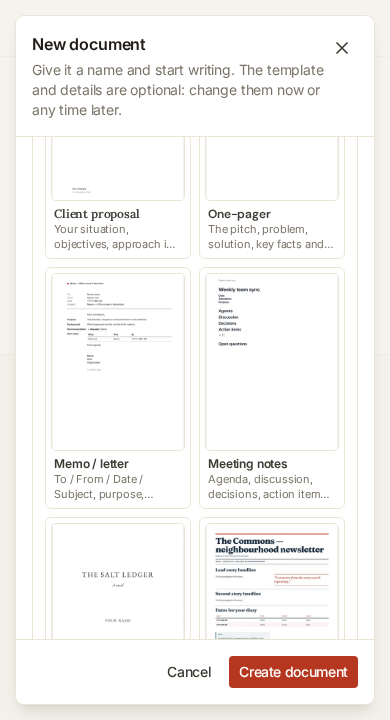 New document
Give it a name and start writing. The template
and details are optional: change them now or
any time later.
Client proposal
Your situation,
objectives, approach i…
One-pager
The pitch, problem,
solution, key facts and…
Weekly team sync
Agenda
Discussion
Decisions
Action items
Open questions
Memo / letter
To / From / Date /
Subject, purpose,…
Meeting notes
Agenda, discussion,
decisions, action item…
THE SALT LEDGER
A novel
YOUR NAME
The Commons —
neighbourhood newsletter
Lead story headline
Second story headline
Dates for your diary
Cancel
Create document